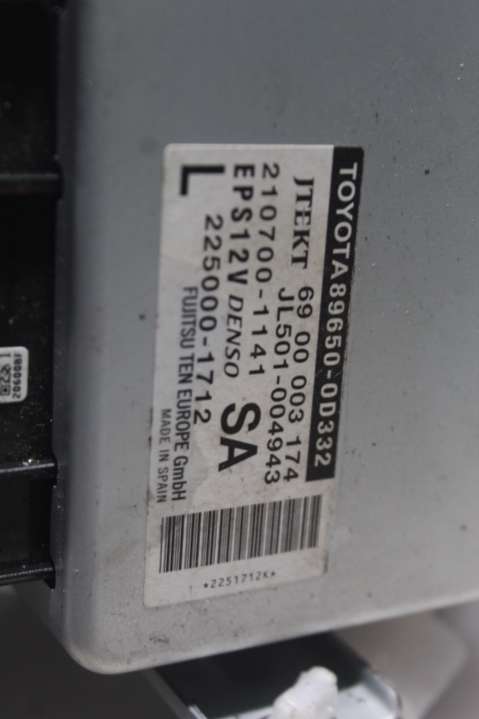 TOYOTA89650-0D332
JTEKT 69 00 003 174
JL501-004943
210700-1141
EPS12V DENSO SA
L 225000-1712
FUJITSU TEN EUROPE GmbH
MADE IN SPAIN
*2251712K*